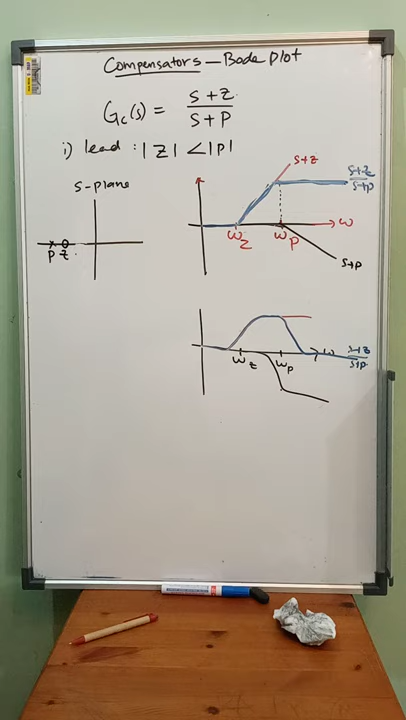 Compensators — Bode plot
Gc(s) = s+z / s+p
i) lead : |z| < |p|
s-plane
p z
s+z
s+z / s+p
ω
ωz
ωp
s+p
ω
s+z / s+p
ωz
ωp